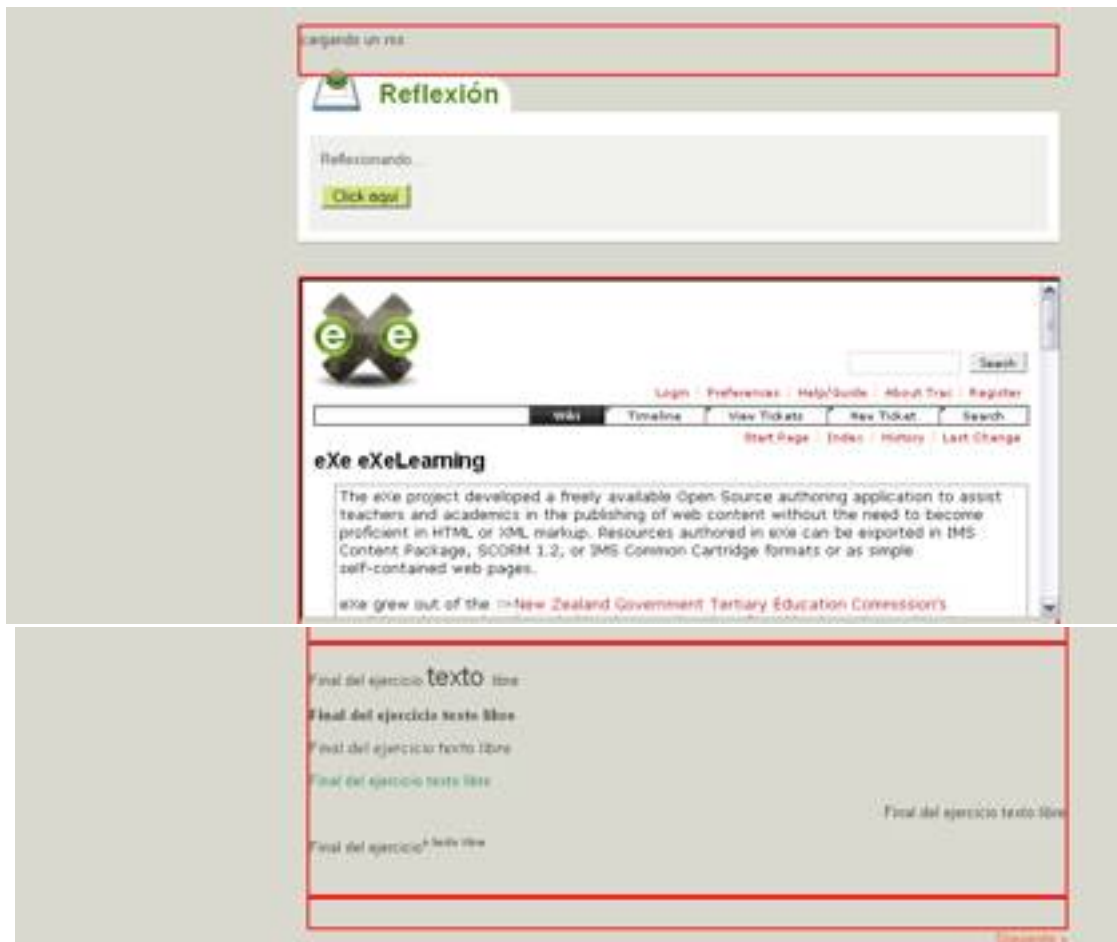 cargando un rss
Reflexión
Reflexionando...
Click aquí
e e
Search
Login Preferences Help/Guide About Trac Register
Wiki Timeline View Tickets New Ticket Search
Start Page Index History Last Change
eXe eXeLearning
The eXe project developed a freely available Open Source authoring application to assist
teachers and academics in the publishing of web content without the need to become
proficient in HTML or XML markup. Resources authored in eXe can be exported in IMS
Content Package, SCORM 1.2, or IMS Common Cartridge formats or as simple
self-contained web pages.
eXe grew out of the New Zealand Government Tertiary Education Commission's
Final del ejercicio texto libre
Final del ejercicio texto libre
Final del ejercicio texto libre
Final del ejercicio texto libre
Final del ejercicio texto libre
Final del ejercicio texto libre